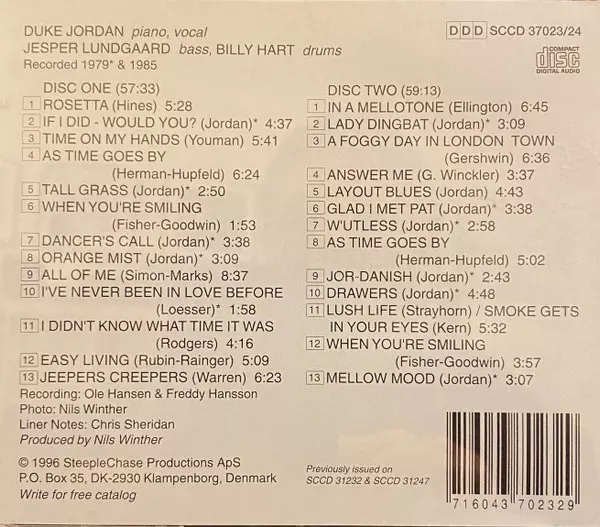 DUKE JORDAN piano, vocal
JESPER LUNDGAARD bass, BILLY HART drums
Recorded 1979* & 1985
DDD SCCD 37023/24
COMPACT
disc
DIGITAL AUDIO
DISC ONE (57:33)
1 ROSETTA (Hines) 5:28
2 IF I DID - WOULD YOU? (Jordan)* 4:37
3 TIME ON MY HANDS (Youman) 5:41
4 AS TIME GOES BY
(Herman-Hupfeld) 6:24
5 TALL GRASS (Jordan)* 2:50
6 WHEN YOU'RE SMILING
(Fisher-Goodwin) 1:53
7 DANCER'S CALL (Jordan)* 3:38
8 ORANGE MIST (Jordan)* 3:09
9 ALL OF ME (Simon-Marks) 8:37
10 I'VE NEVER BEEN IN LOVE BEFORE
(Loesser)* 1:58
11 I DIDN'T KNOW WHAT TIME IT WAS
(Rodgers) 4:16
12 EASY LIVING (Rubin-Rainger) 5:09
13 JEEPERS CREEPERS (Warren) 6:23
Recording: Ole Hansen & Freddy Hansson
Photo: Nils Winther
Liner Notes: Chris Sheridan
Produced by Nils Winther
© 1996 SteepleChase Productions ApS
P.O. Box 35, DK-2930 Klampenborg, Denmark
Write for free catalog
DISC TWO (59:13)
1 IN A MELLOTONE (Ellington) 6:45
2 LADY DINGBAT (Jordan)* 3:09
3 A FOGGY DAY IN LONDON TOWN
(Gershwin) 6:36
4 ANSWER ME (G. Winckler) 3:37
5 LAYOUT BLUES (Jordan) 4:43
6 GLAD I MET PAT (Jordan)* 3:38
7 W'UTLESS (Jordan)* 2:58
8 AS TIME GOES BY
(Herman-Hupfeld) 5:02
9 JOR-DANISH (Jordan)* 2:43
10 DRAWERS (Jordan)* 4:48
11 LUSH LIFE (Strayhorn) / SMOKE GETS
IN YOUR EYES (Kern) 5:32
12 WHEN YOU'RE SMILING
(Fisher-Goodwin) 3:57
13 MELLOW MOOD (Jordan)* 3:07
Previously issued on
SCCD 31232 & SCCD 31247
716043 702329